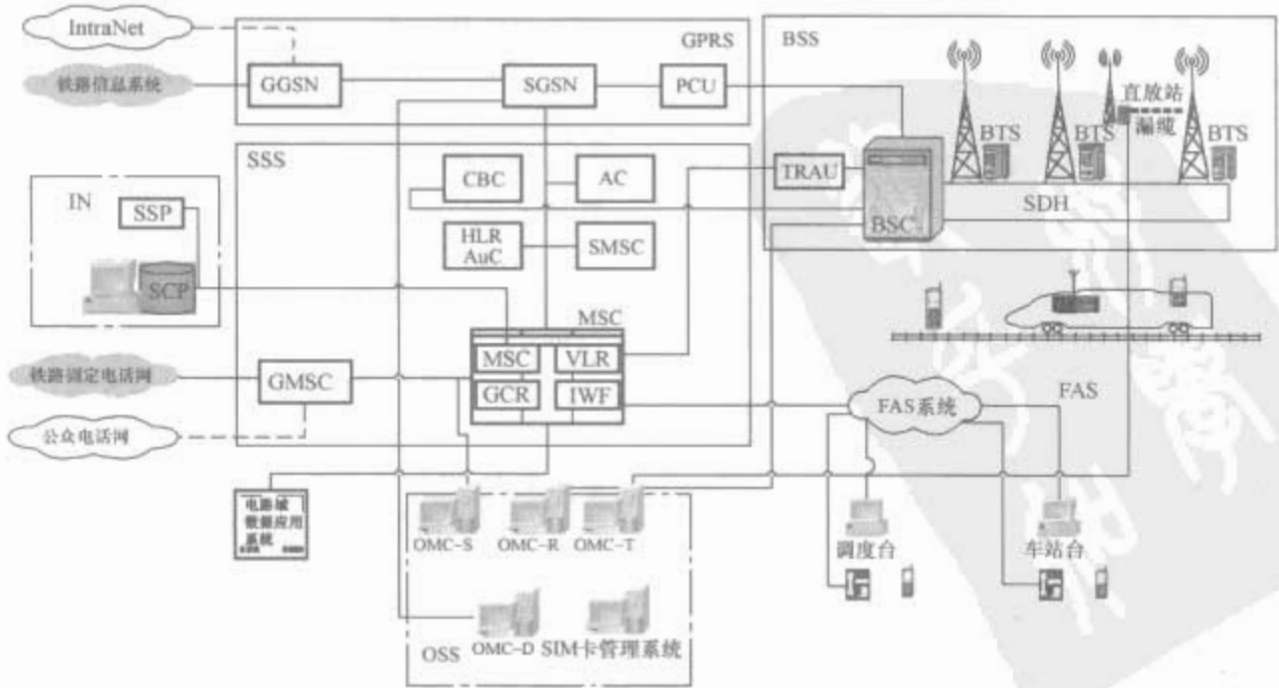 IntraNet
铁路信息系统
GPRS
GGSN
SGSN
PCU
BSS
直放站
漏缆
BTS
BTS
BTS
SDH
TRAU
BSC
SSS
CBC
AC
HLR
AuC
SMSC
IN
SSP
SCP
MSC
MSC
VLR
GCR
IWF
铁路固定电话网
GMSC
公众电话网
FAS系统
FAS
电路域
数据应用
系统
OMC-S
OMC-R
OMC-T
调度台
车站台
OSS
OMC-D
SIM卡管理系统